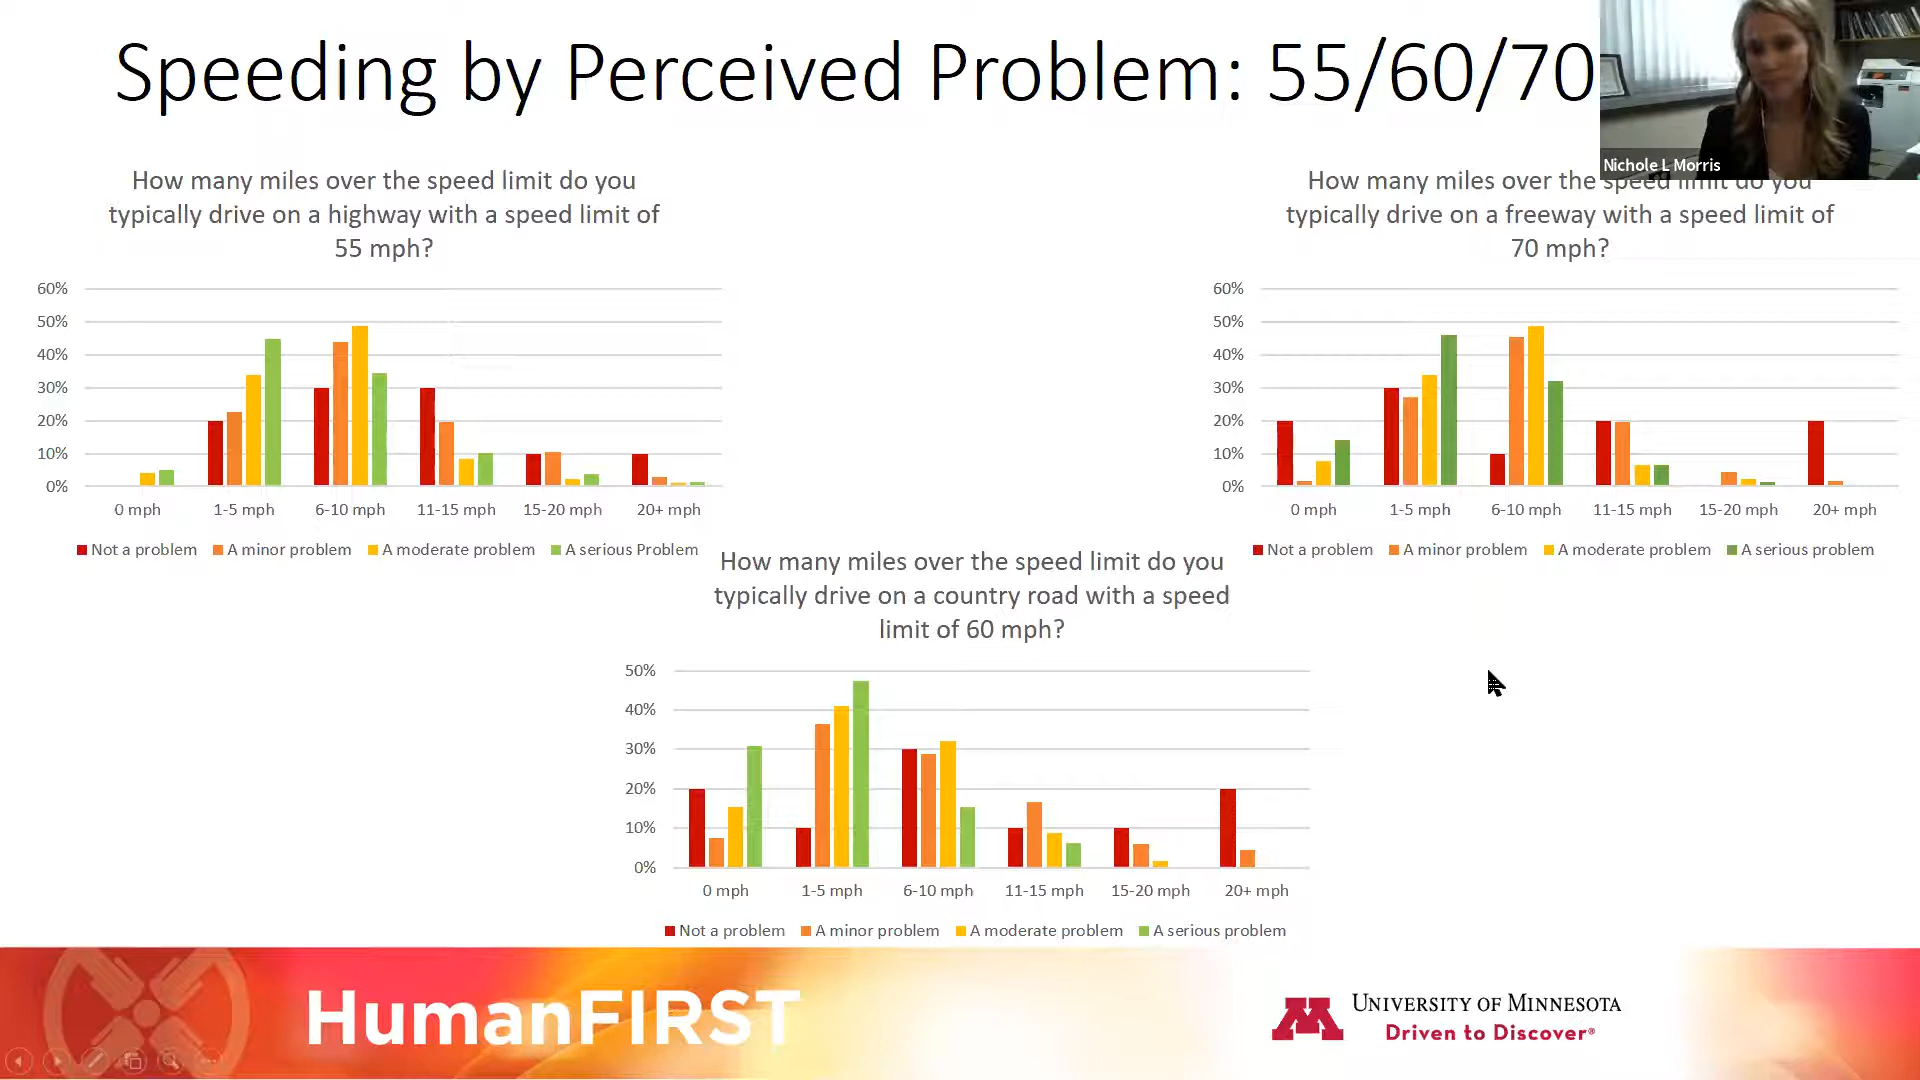 Speeding by Perceived Problem: 55/60/70
Nichole L Morris
How many miles over the speed limit do you
typically drive on a highway with a speed limit of
55 mph?
60%
50%
40%
30%
20%
10%
0%
0 mph 1-5 mph 6-10 mph 11-15 mph 15-20 mph 20+ mph
Not a problem A minor problem A moderate problem A serious Problem
How many miles over the speed limit do you
typically drive on a freeway with a speed limit of
70 mph?
60%
50%
40%
30%
20%
10%
0%
0 mph 1-5 mph 6-10 mph 11-15 mph 15-20 mph 20+ mph
Not a problem A minor problem A moderate problem A serious problem
How many miles over the speed limit do you
typically drive on a country road with a speed
limit of 60 mph?
50%
40%
30%
20%
10%
0%
0 mph 1-5 mph 6-10 mph 11-15 mph 15-20 mph 20+ mph
Not a problem A minor problem A moderate problem A serious problem
HumanFIRST
M
UNIVERSITY OF MINNESOTA
Driven to Discover®